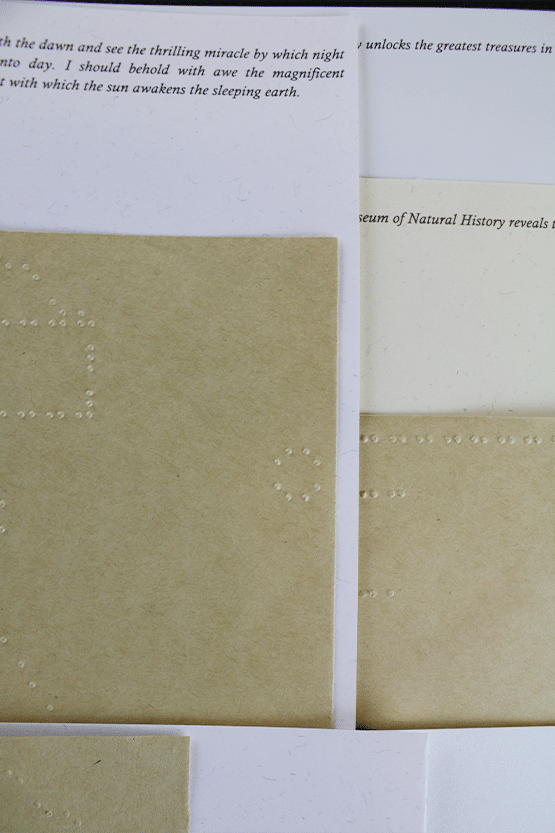 th the dawn and see the thrilling miracle by which night
nto day. I should behold with awe the magnificent
t with which the sun awakens the sleeping earth.
y unlocks the greatest treasures in
seum of Natural History reveals t